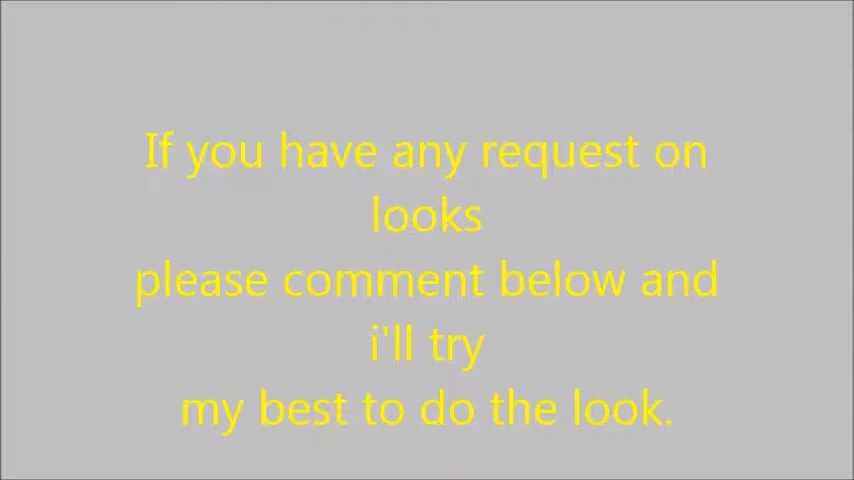 If you have any request on
looks
please comment below and
i'll try
my best to do the look.